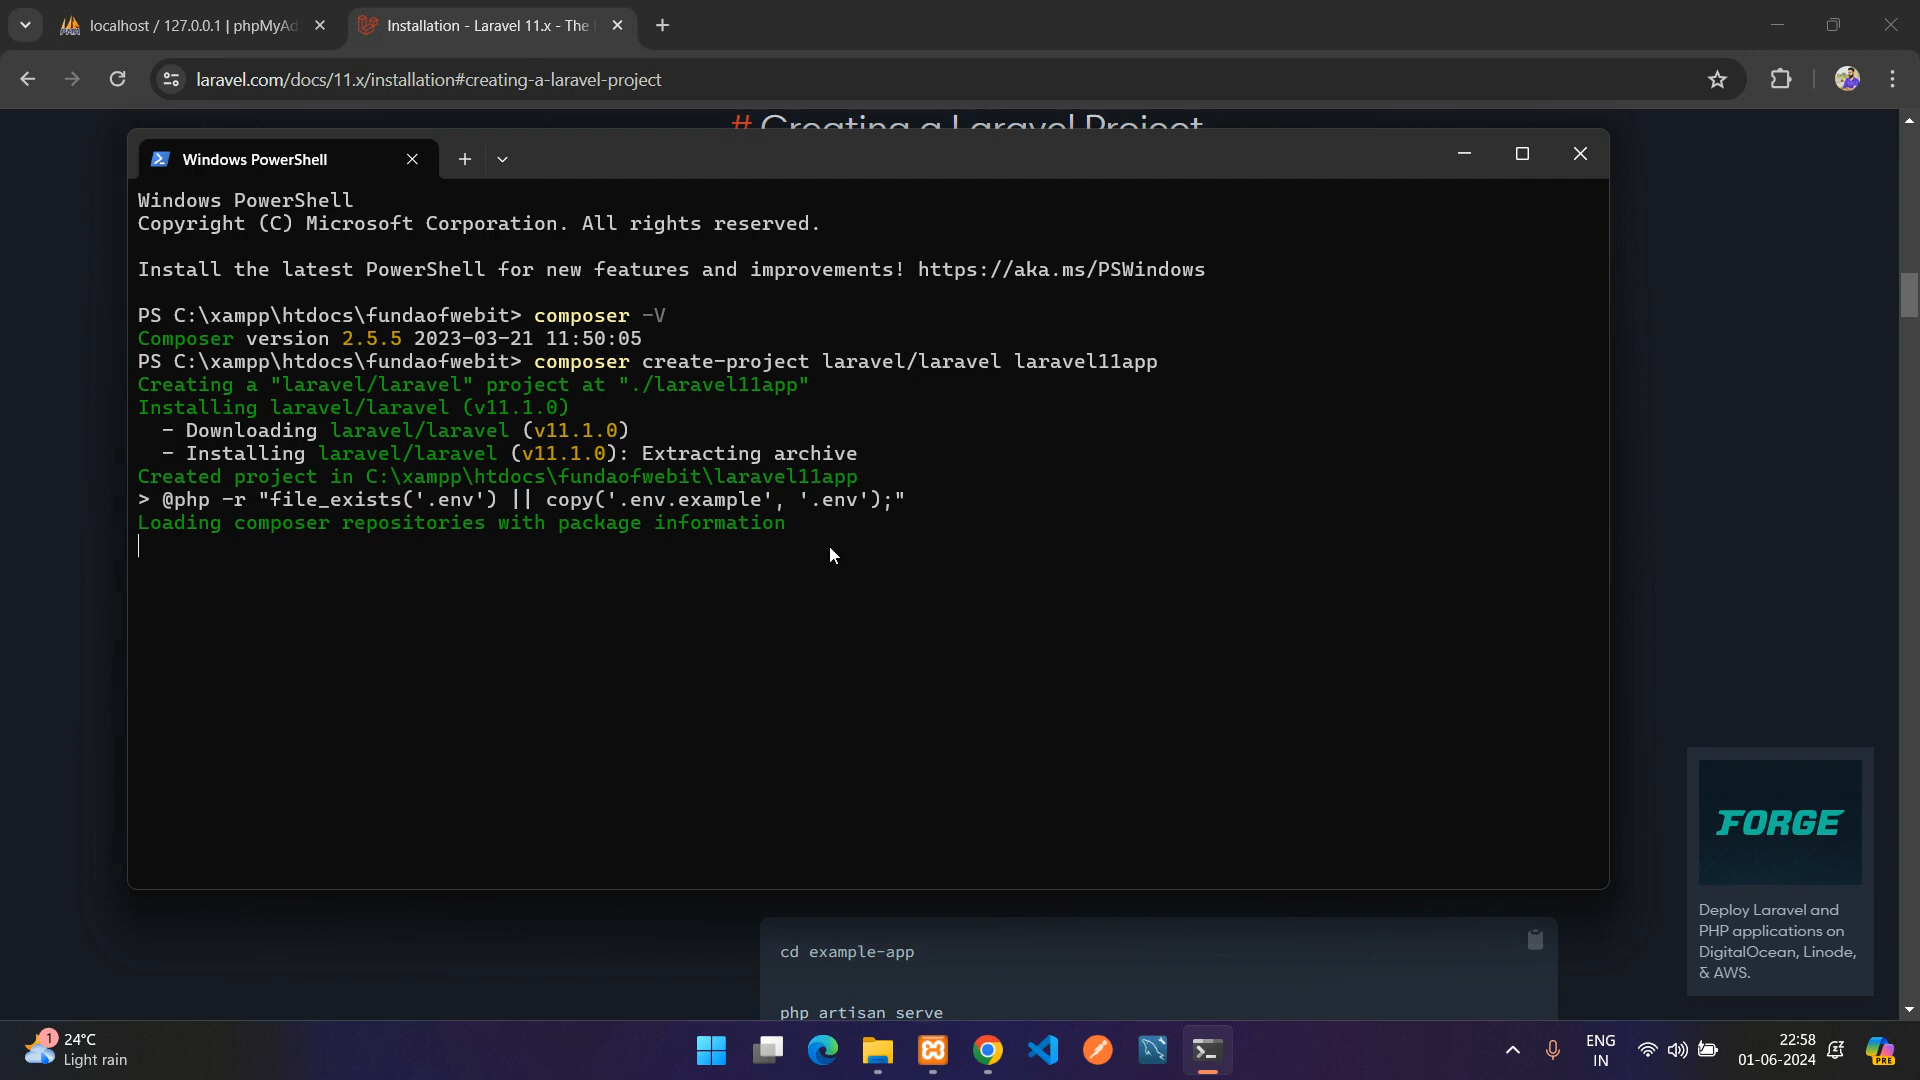 localhost / 127.0.0.1 | phpMyAd
Installation - Laravel 11.x - The
laravel.com/docs/11.x/installation#creating-a-laravel-project
# Creating a Laravel Project
Windows PowerShell
Windows PowerShell
Copyright (C) Microsoft Corporation. All rights reserved.
Install the latest PowerShell for new features and improvements! https://aka.ms/PSWindows
PS C:\xampp\htdocs\fundaofwebit> composer -V
Composer version 2.5.5 2023-03-21 11:50:05
PS C:\xampp\htdocs\fundaofwebit> composer create-project laravel/laravel laravel11app
Creating a "laravel/laravel" project at "./laravel11app"
Installing laravel/laravel (v11.1.0)
- Downloading laravel/laravel (v11.1.0)
- Installing laravel/laravel (v11.1.0): Extracting archive
Created project in C:\xampp\htdocs\fundaofwebit\laravel11app
> @php -r "file_exists('.env') || copy('.env.example', '.env');"
Loading composer repositories with package information
cd example-app
php artisan serve
FORGE
Deploy Laravel and
PHP applications on
DigitalOcean, Linode,
& AWS.
1
24°C
Light rain
ENG
IN
22:58
01-06-2024
PRE